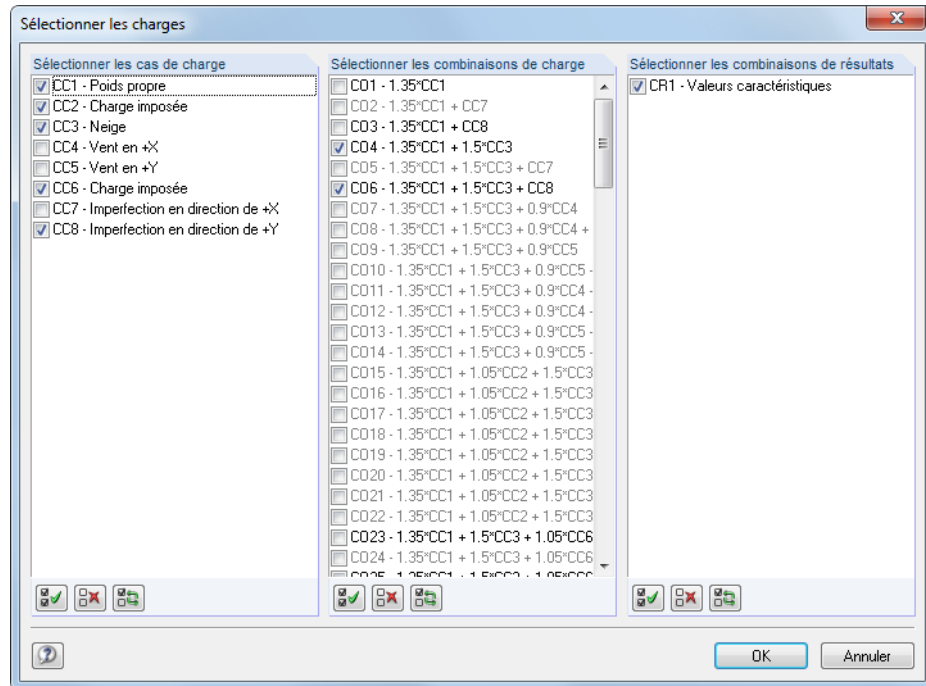 Sélectionner les charges
Sélectionner les cas de charge
CC1 - Poids propre
CC2 - Charge imposée
CC3 - Neige
CC4 - Vent en +X
CC5 - Vent en +Y
CC6 - Charge imposée
CC7 - Imperfection en direction de +X
CC8 - Imperfection en direction de +Y
Sélectionner les combinaisons de charge
CO1 - 1.35*CC1
CO2 - 1.35*CC1 + CC7
CO3 - 1.35*CC1 + CC8
CO4 - 1.35*CC1 + 1.5*CC3
CO5 - 1.35*CC1 + 1.5*CC3 + CC7
CO6 - 1.35*CC1 + 1.5*CC3 + CC8
CO7 - 1.35*CC1 + 1.5*CC3 + 0.9*CC4
CO8 - 1.35*CC1 + 1.5*CC3 + 0.9*CC4 +
CO9 - 1.35*CC1 + 1.5*CC3 + 0.9*CC5
CO10 - 1.35*CC1 + 1.5*CC3 + 0.9*CC5 -
CO11 - 1.35*CC1 + 1.5*CC3 + 0.9*CC4 -
CO12 - 1.35*CC1 + 1.5*CC3 + 0.9*CC4 -
CO13 - 1.35*CC1 + 1.5*CC3 + 0.9*CC5 -
CO14 - 1.35*CC1 + 1.5*CC3 + 0.9*CC5 -
CO15 - 1.35*CC1 + 1.05*CC2 + 1.5*CC3
CO16 - 1.35*CC1 + 1.05*CC2 + 1.5*CC3
CO17 - 1.35*CC1 + 1.05*CC2 + 1.5*CC3
CO18 - 1.35*CC1 + 1.05*CC2 + 1.5*CC3
CO19 - 1.35*CC1 + 1.05*CC2 + 1.5*CC3
CO20 - 1.35*CC1 + 1.05*CC2 + 1.5*CC3
CO21 - 1.35*CC1 + 1.05*CC2 + 1.5*CC3
CO22 - 1.35*CC1 + 1.05*CC2 + 1.5*CC3
CO23 - 1.35*CC1 + 1.5*CC3 + 1.05*CC6
CO24 - 1.35*CC1 + 1.5*CC3 + 1.05*CC6
CO25 - 1.35*CC1 + 1.5*CC3 + 1.05*CC6
Sélectionner les combinaisons de résultats
CR1 - Valeurs caractéristiques
OK
Annuler